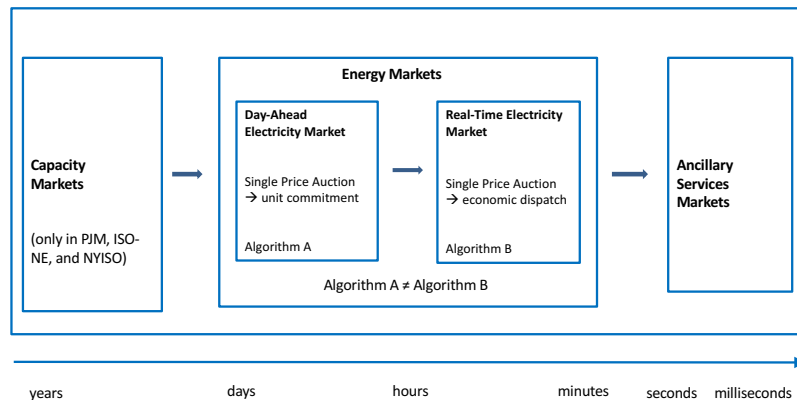 Energy Markets
Capacity
Markets
(only in PJM, ISO-
NE, and NYISO)
Day-Ahead
Electricity Market
Single Price Auction
→ unit commitment
Algorithm A
Real-Time Electricity
Market
Single Price Auction
→ economic dispatch
Algorithm B
Algorithm A ≠ Algorithm B
Ancillary
Services
Markets
years
days
hours
minutes
seconds
milliseconds